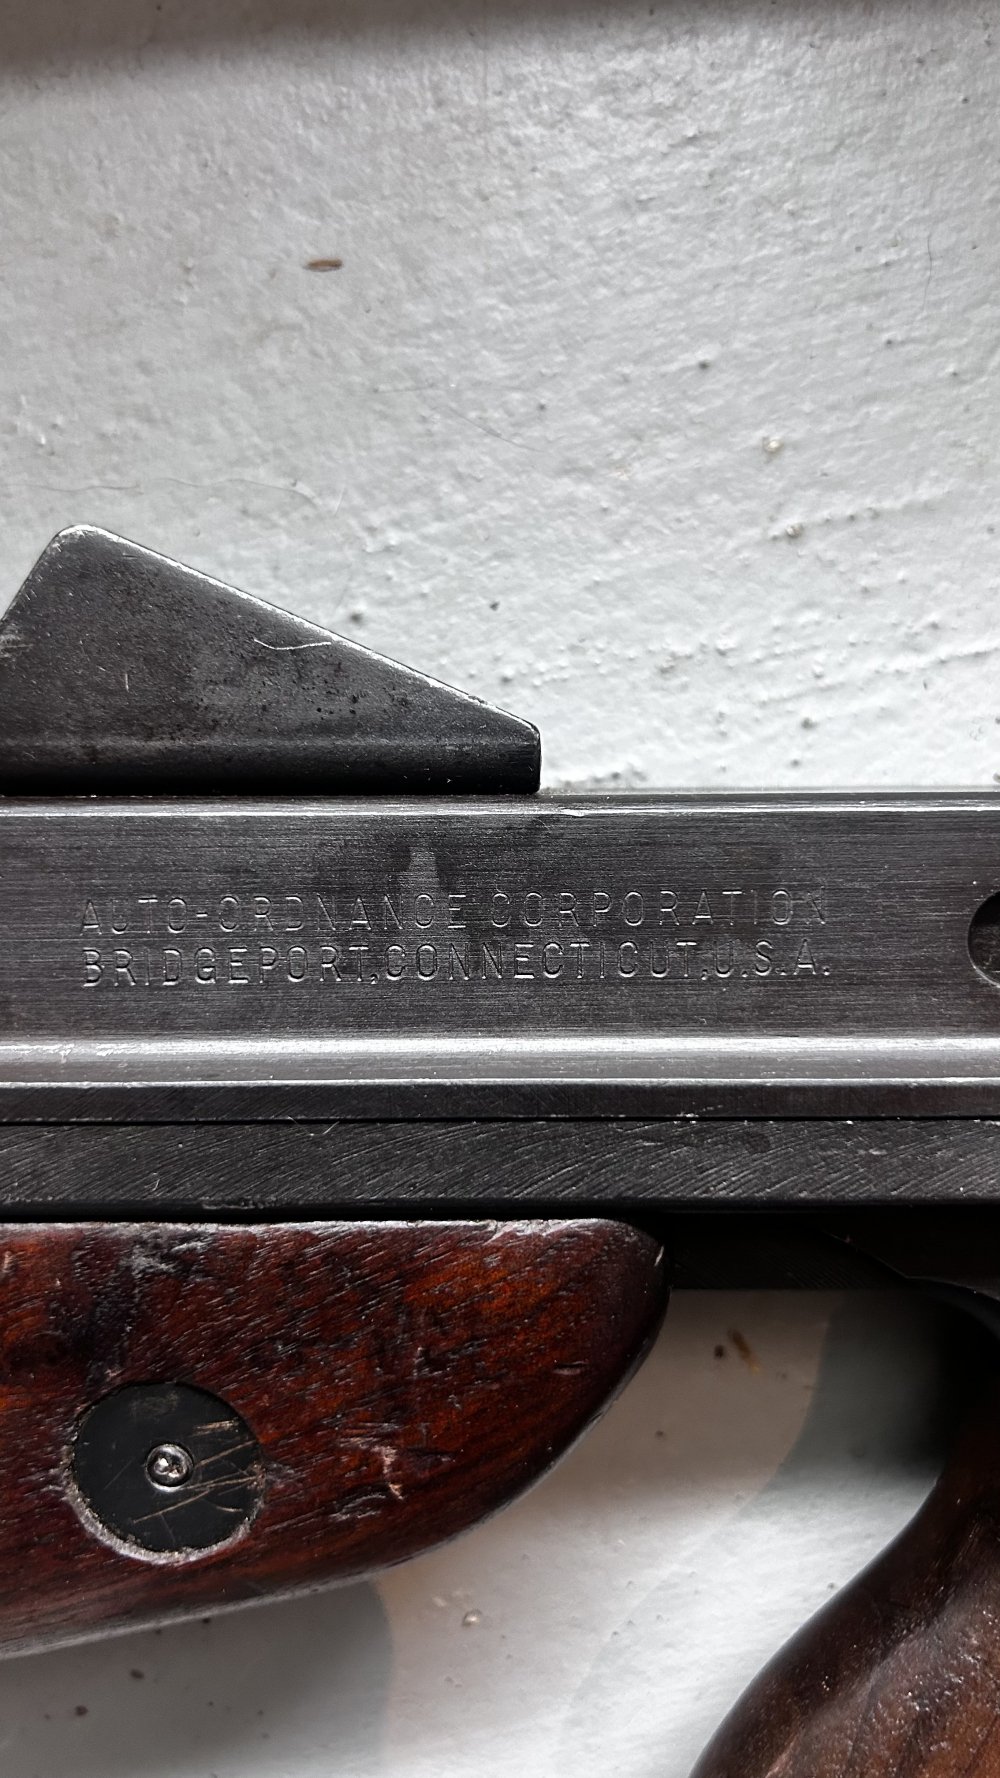 AUTO-ORDNANCE CORPORATION
BRIDGEPORT,CONNECTICUT,U.S.A.